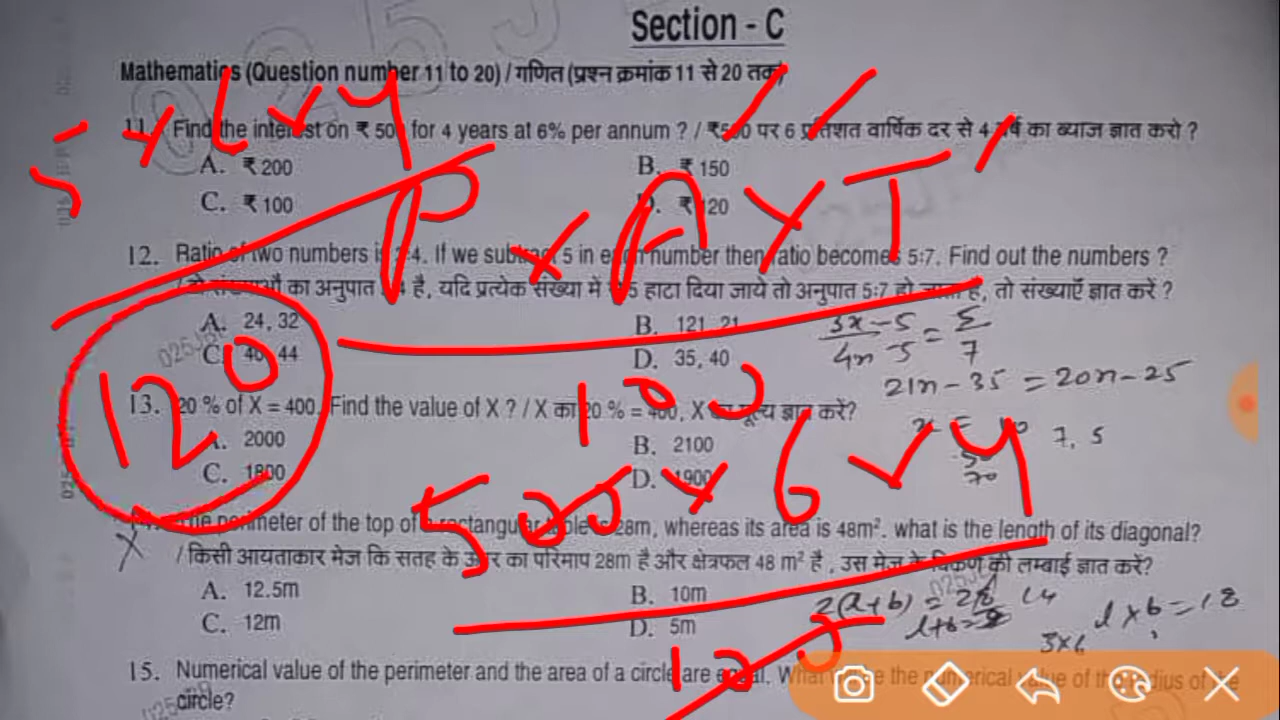 Section - C
Mathematics (Question number 11 to 20) / गणित (प्रश्न क्रमांक 11 से 20 तक)
Find the interest on ₹ 500 for 4 years at 6% per annum ? / ₹500 पर 6 प्रतिशत वार्षिक दर से 4 वर्ष का ब्याज ज्ञात करो ?
5 × 6 × 4
A. ₹ 200
B. ₹ 150
C. ₹ 100
D. ₹ 120
P × R × T
12. Ratio of two numbers is 3:4. If we subtract 5 in each number then ratio becomes 5:7. Find out the numbers ?
संख्याओं का अनुपात है, यदि प्रत्येक संख्या में 5 हाटा दिया जाये तो अनुपात 5:7 हो जाता है, तो संख्याएँ ज्ञात करें ?
A. 24, 32
B. 121, 21
C. 40, 44
D. 35, 40
3x - 5 = 5
4x - 5 7
21x - 35 = 20x - 25
100
120
13. 20 % of X = 400. Find the value of X ? / X का 20 % = 400, X का मूल्य ज्ञात करें?
A. 2000
B. 2100
C. 1800
D. 1900
7, 5
70
500 × 6 × 4
100
The perimeter of the top of a rectangular table is 28m, whereas its area is 48m². what is the length of its diagonal?
/ किसी आयताकार मेज कि सतह के ऊपर का परिमाप 28m है और क्षेत्रफल 48 m² है , उस मेज के विकर्ण की लम्बाई ज्ञात करें?
A. 12.5m
B. 10m
C. 12m
D. 5m
2(l+b) = 28 14
l × b = 18
3×6
15. Numerical value of the perimeter and the area of a circle are equal. What the numerical value of the radius of the
circle?